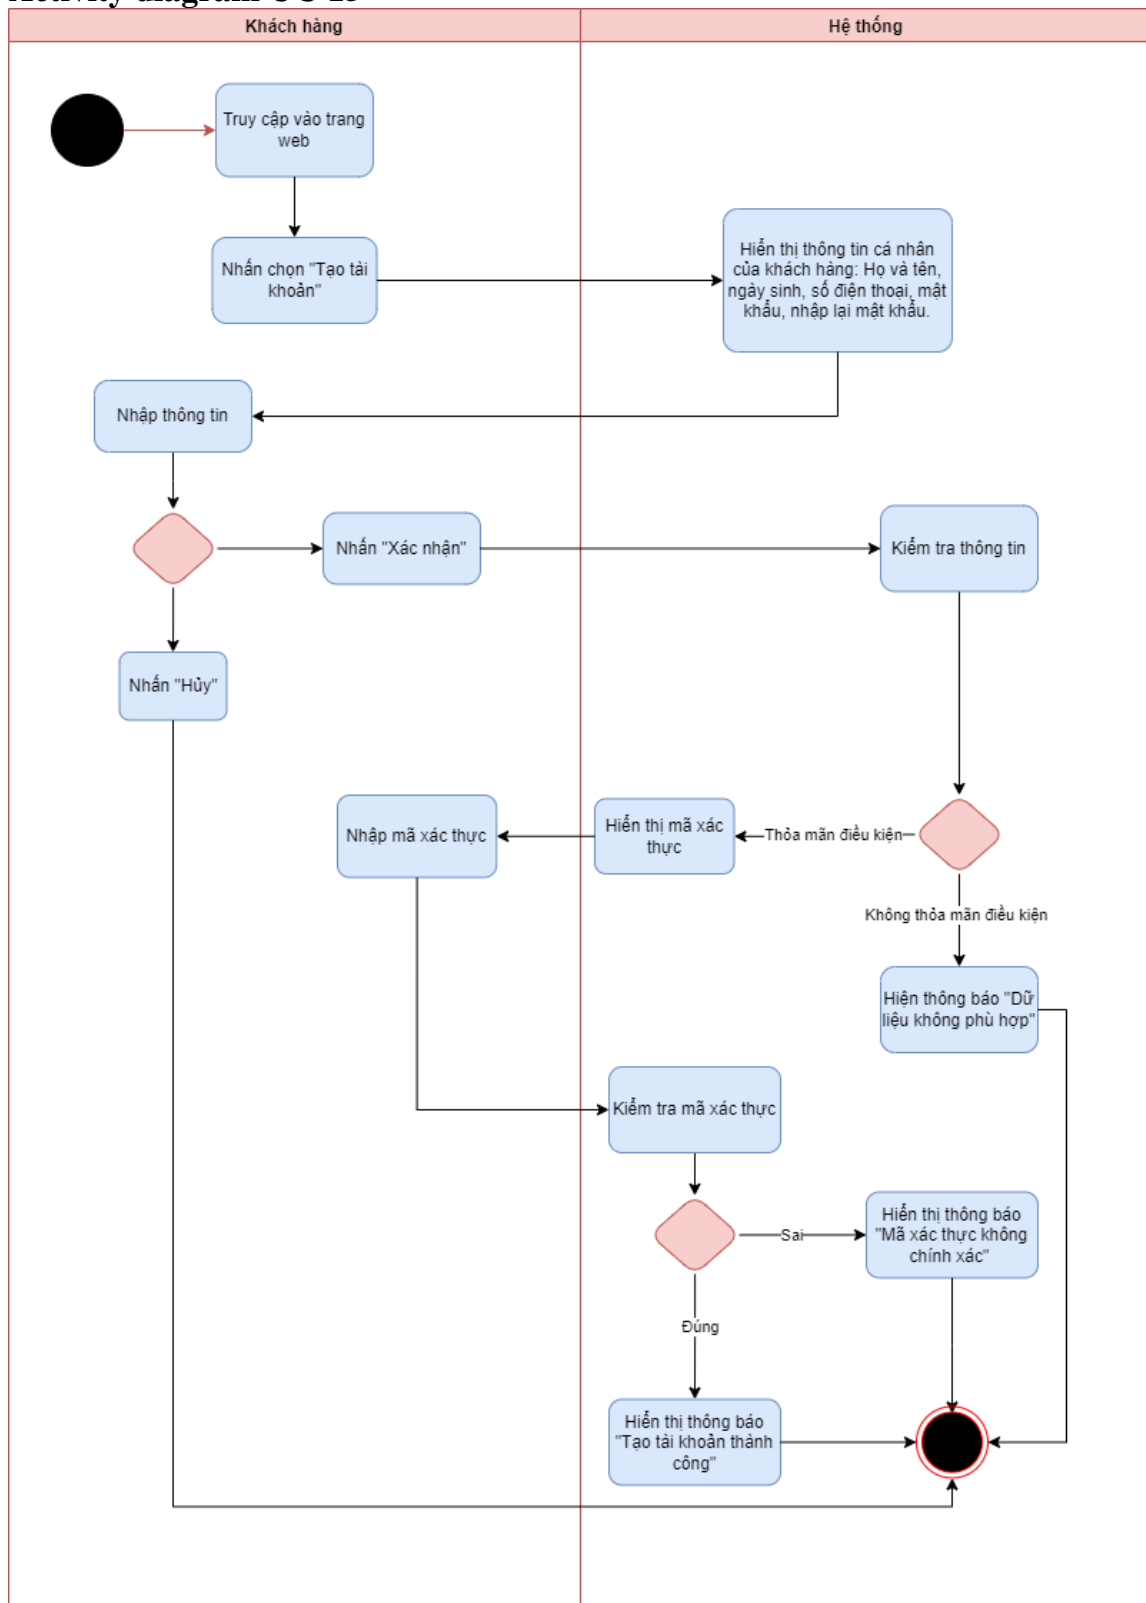 Khách hàng
Hệ thống
Truy cập vào trang
web
Nhấn chọn "Tạo tài
khoản"
Hiển thị thông tin cá nhân
của khách hàng: Họ và tên,
ngày sinh, số điện thoại, mật
khẩu, nhập lại mật khẩu.
Nhập thông tin
Nhấn "Xác nhận"
Kiểm tra thông tin
Nhấn "Hủy"
Nhập mã xác thực
Hiển thị mã xác
thực
Thỏa mãn điều kiện
Không thỏa mãn điều kiện
Hiện thông báo "Dữ
liệu không phù hợp"
Kiểm tra mã xác thực
Sai
Hiển thị thông báo
"Mã xác thực không
chính xác"
Đúng
Hiển thị thông báo
"Tạo tài khoản thành
công"